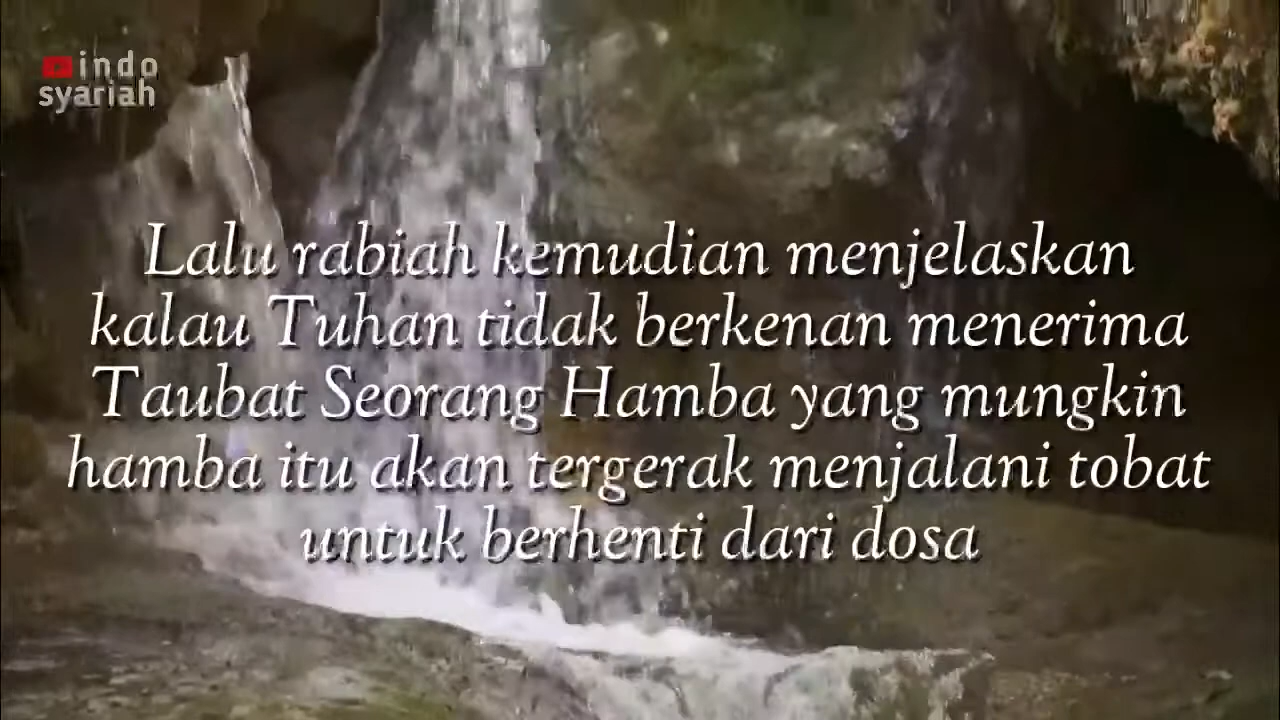 indo
syariah
Lalu rabiah kemudian menjelaskan
kalau Tuhan tidak berkenan menerima
Taubat Seorang Hamba yang mungkin
hamba itu akan tergerak menjalani tobat
untuk berhenti dari dosa